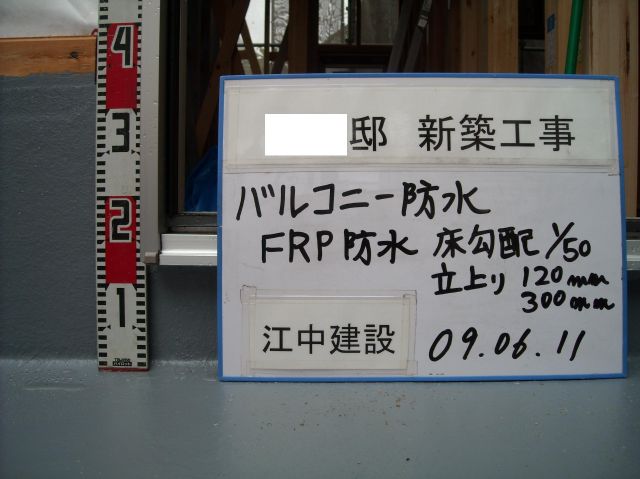 邸 新築工事
バルコニー防水
FRP防水 床勾配 1/50
立上り 120mm
300mm
江中建設
09.06.11
4
3
2
1